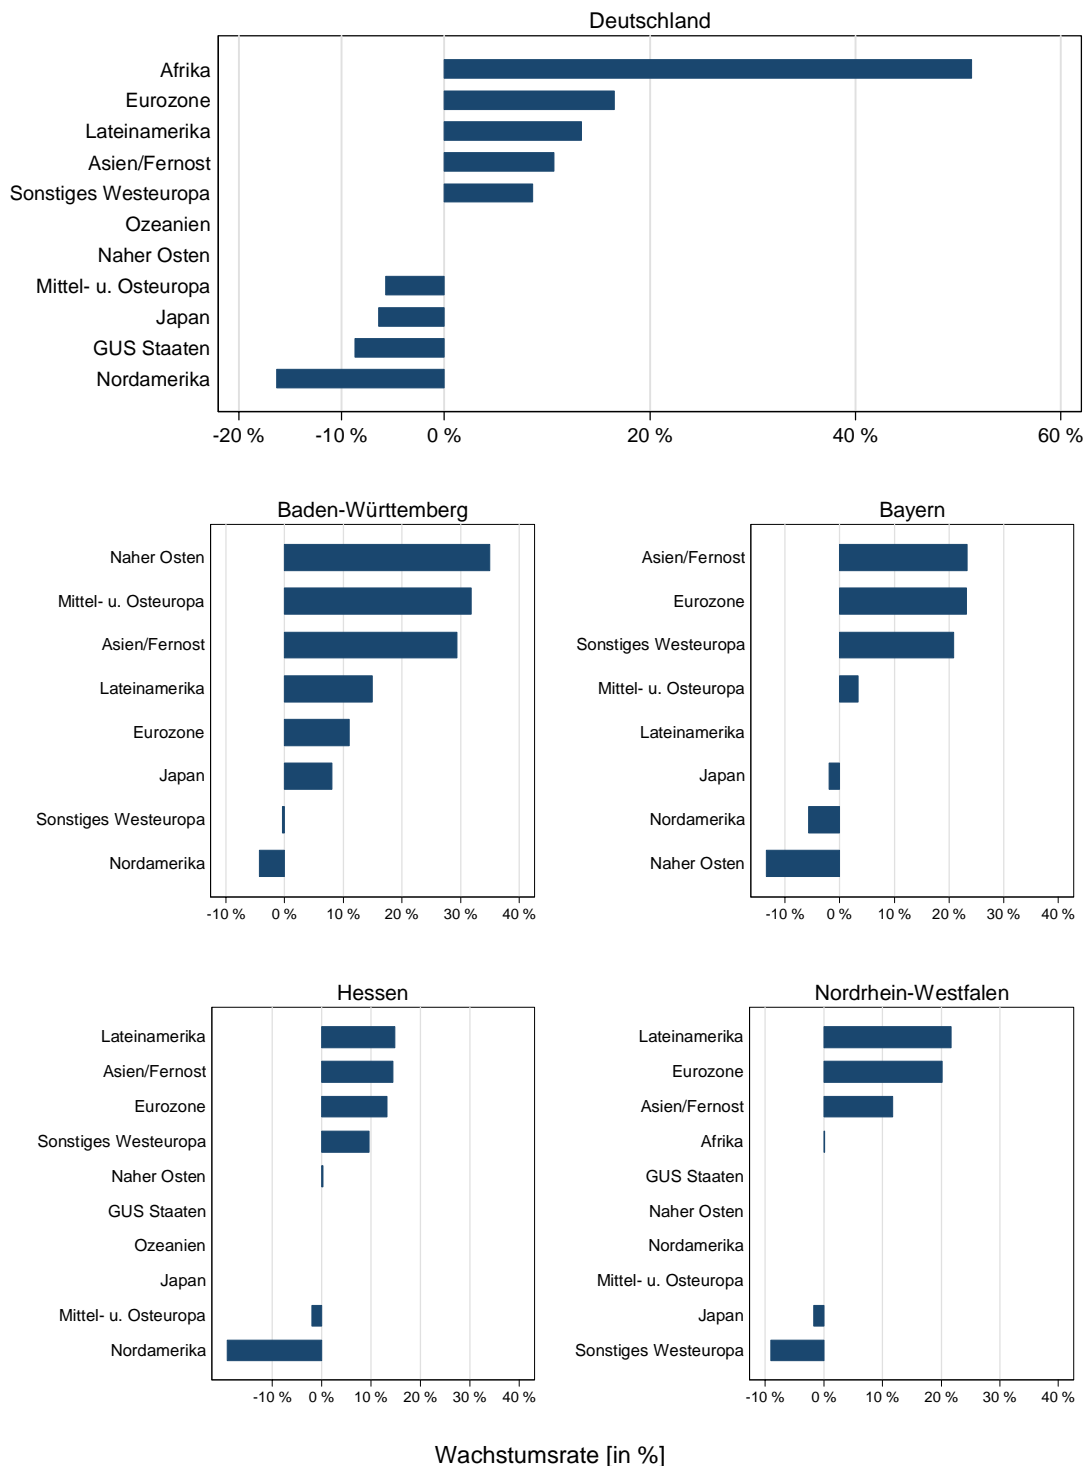 Deutschland
Afrika
Eurozone
Lateinamerika
Asien/Fernost
Sonstiges Westeuropa
Ozeanien
Naher Osten
Mittel- u. Osteuropa
Japan
GUS Staaten
Nordamerika
-20 % -10 % 0 % 20 % 40 % 60 %
Baden-Württemberg
Naher Osten
Mittel- u. Osteuropa
Asien/Fernost
Lateinamerika
Eurozone
Japan
Sonstiges Westeuropa
Nordamerika
-10 % 0 % 10 % 20 % 30 % 40 %
Bayern
Asien/Fernost
Eurozone
Sonstiges Westeuropa
Mittel- u. Osteuropa
Lateinamerika
Japan
Nordamerika
Naher Osten
-10 % 0 % 10 % 20 % 30 % 40 %
Hessen
Lateinamerika
Asien/Fernost
Eurozone
Sonstiges Westeuropa
Naher Osten
GUS Staaten
Ozeanien
Japan
Mittel- u. Osteuropa
Nordamerika
-10 % 0 % 10 % 20 % 30 % 40 %
Nordrhein-Westfalen
Lateinamerika
Eurozone
Asien/Fernost
Afrika
GUS Staaten
Naher Osten
Nordamerika
Mittel- u. Osteuropa
Japan
Sonstiges Westeuropa
-10 % 0 % 10 % 20 % 30 % 40 %
Wachstumsrate [in %]